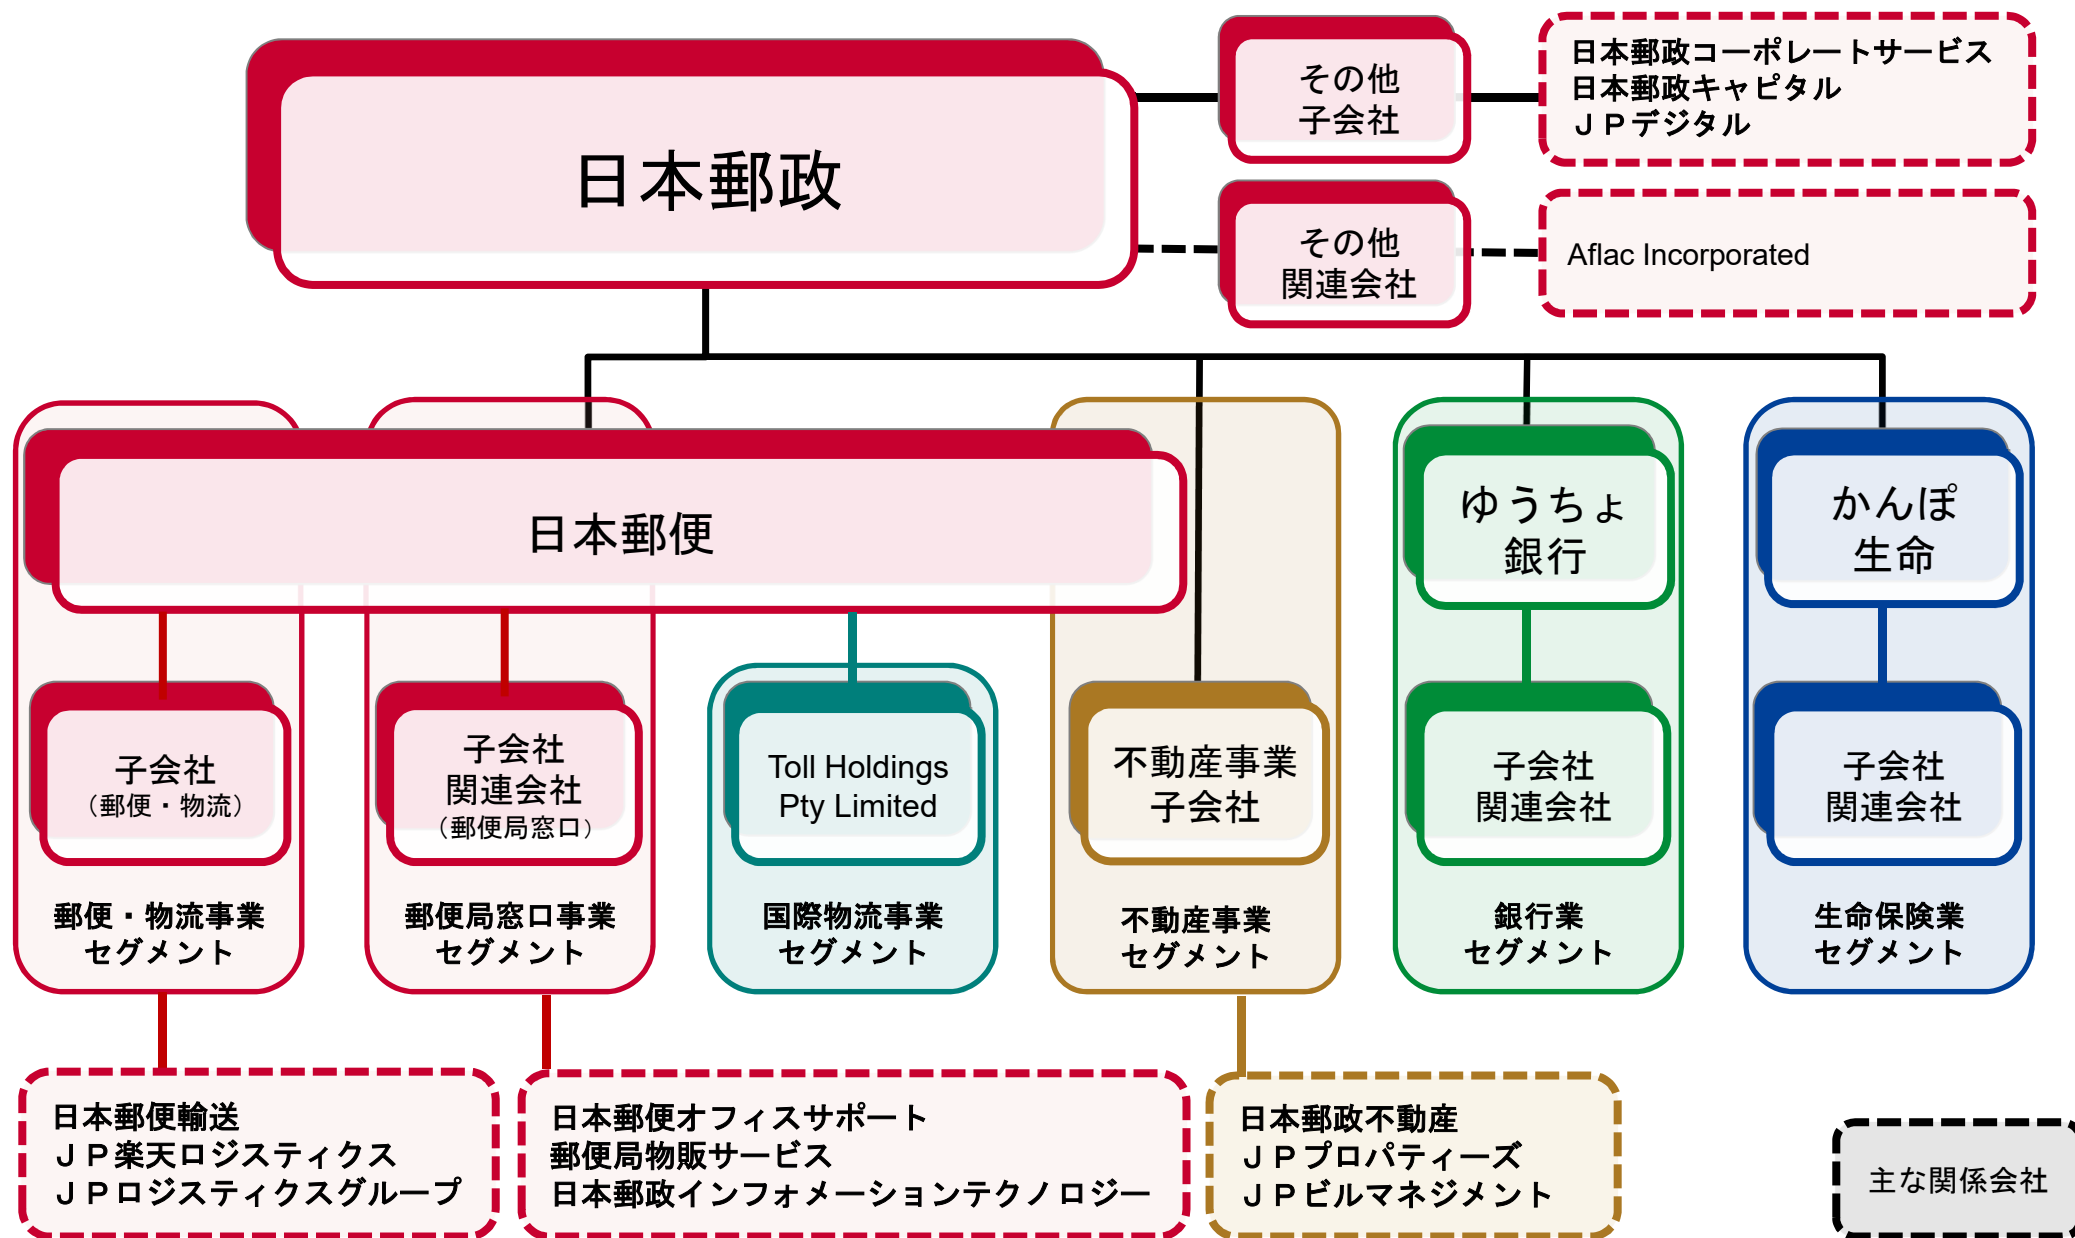 日本郵政
その他
子会社
日本郵政コーポレートサービス
日本郵政キャピタル
ＪＰデジタル
その他
関連会社
Aflac Incorporated
日本郵便
ゆうちょ
銀行
かんぽ
生命
子会社
（郵便・物流）
子会社
関連会社
（郵便局窓口）
Toll Holdings
Pty Limited
不動産事業
子会社
子会社
関連会社
子会社
関連会社
郵便・物流事業
セグメント
郵便局窓口事業
セグメント
国際物流事業
セグメント
不動産事業
セグメント
銀行業
セグメント
生命保険業
セグメント
日本郵便輸送
ＪＰ楽天ロジスティクス
ＪＰロジスティクスグループ
日本郵便オフィスサポート
郵便局物販サービス
日本郵政インフォメーションテクノロジー
日本郵政不動産
ＪＰプロパティーズ
ＪＰビルマネジメント
主な関係会社